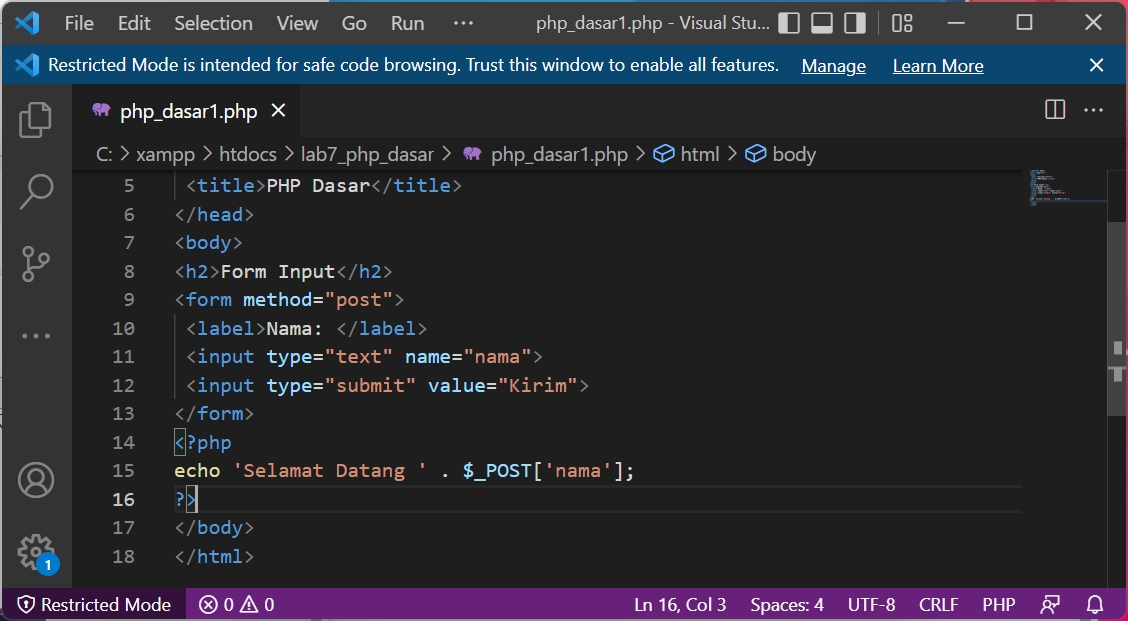 File Edit Selection View Go Run ··· php_dasar1.php - Visual Stu...
Restricted Mode is intended for safe code browsing. Trust this window to enable all features. Manage Learn More
php_dasar1.php
C: > xampp > htdocs > lab7_php_dasar > php_dasar1.php > html > body
5 <title>PHP Dasar</title>
6 </head>
7 <body>
8 <h2>Form Input</h2>
9 <form method="post">
10 <label>Nama: </label>
11 <input type="text" name="nama">
12 <input type="submit" value="Kirim">
13 </form>
14 <?php
15 echo 'Selamat Datang ' . $_POST['nama'];
16 ?>
17 </body>
18 </html>
1
Restricted Mode 0 0 Ln 16, Col 3 Spaces: 4 UTF-8 CRLF PHP